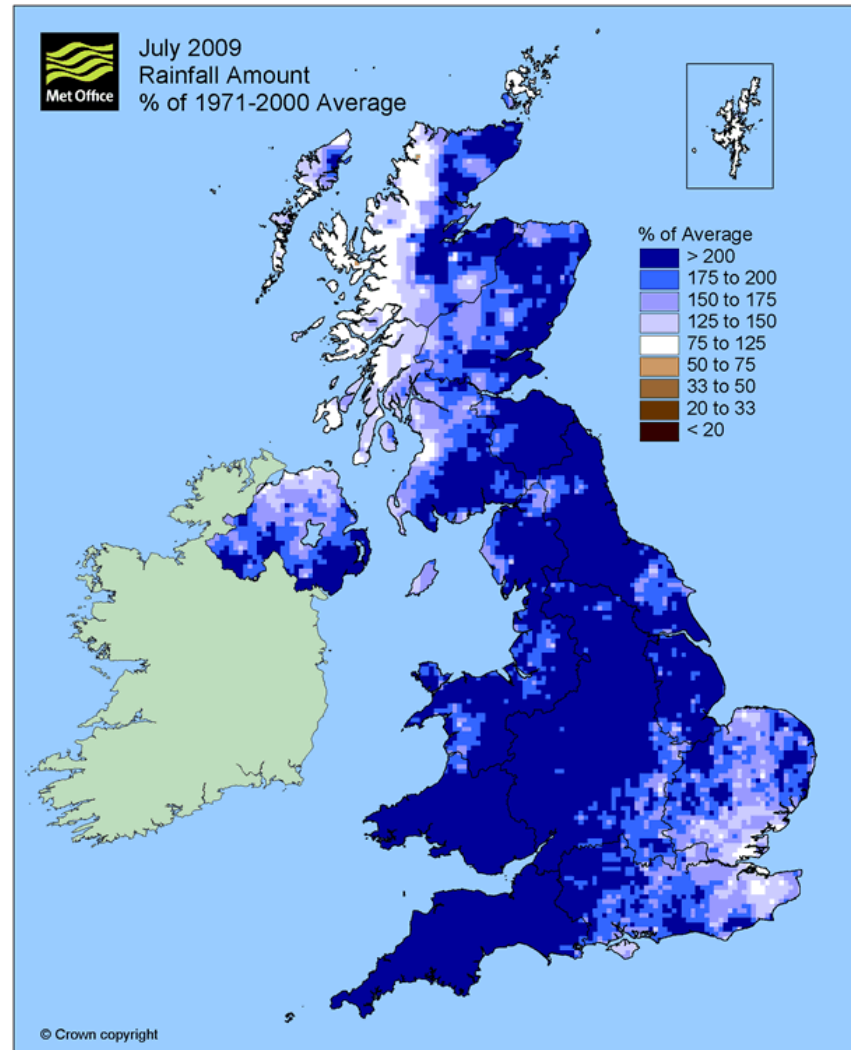 Met Office
July 2009
Rainfall Amount
% of 1971-2000 Average
% of Average
> 200
175 to 200
150 to 175
125 to 150
75 to 125
50 to 75
33 to 50
20 to 33
< 20
© Crown copyright